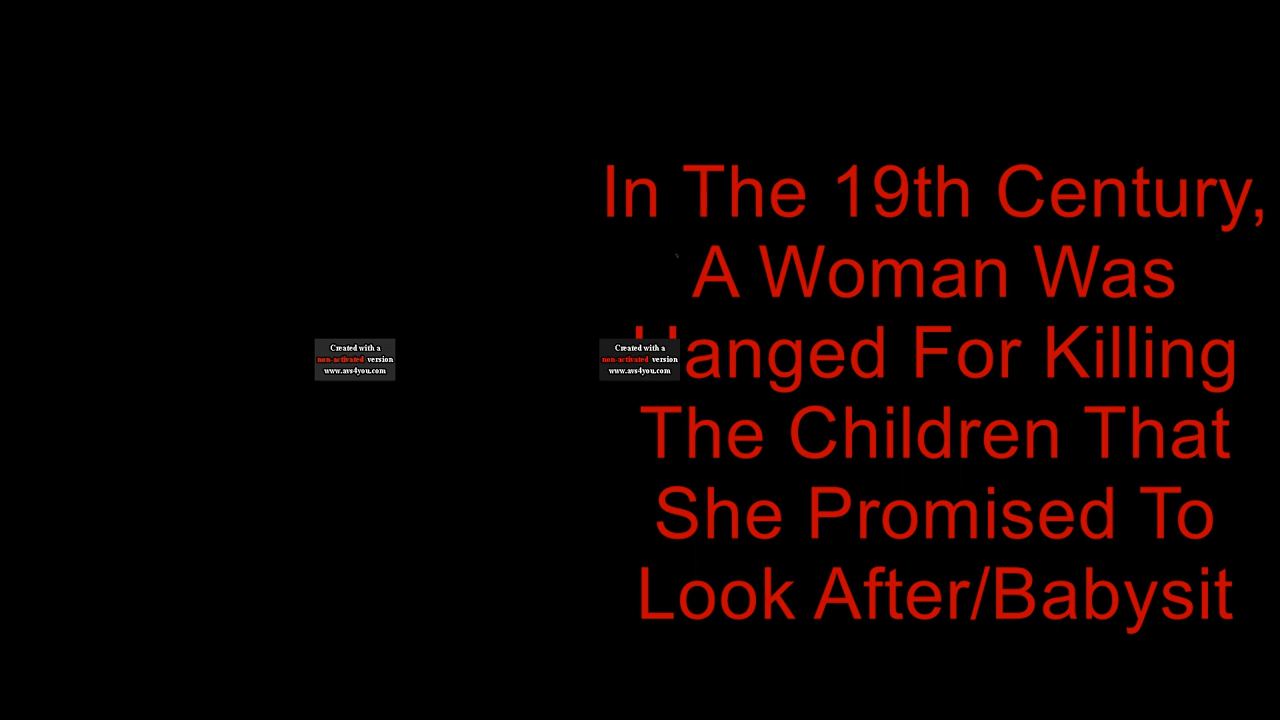 In The 19th Century,
A Woman Was
Hanged For Killing
The Children That
She Promised To
Look After/Babysit
Created with a
non-activated version
www.avs4you.com
Created with a
non-activated version
www.avs4you.com